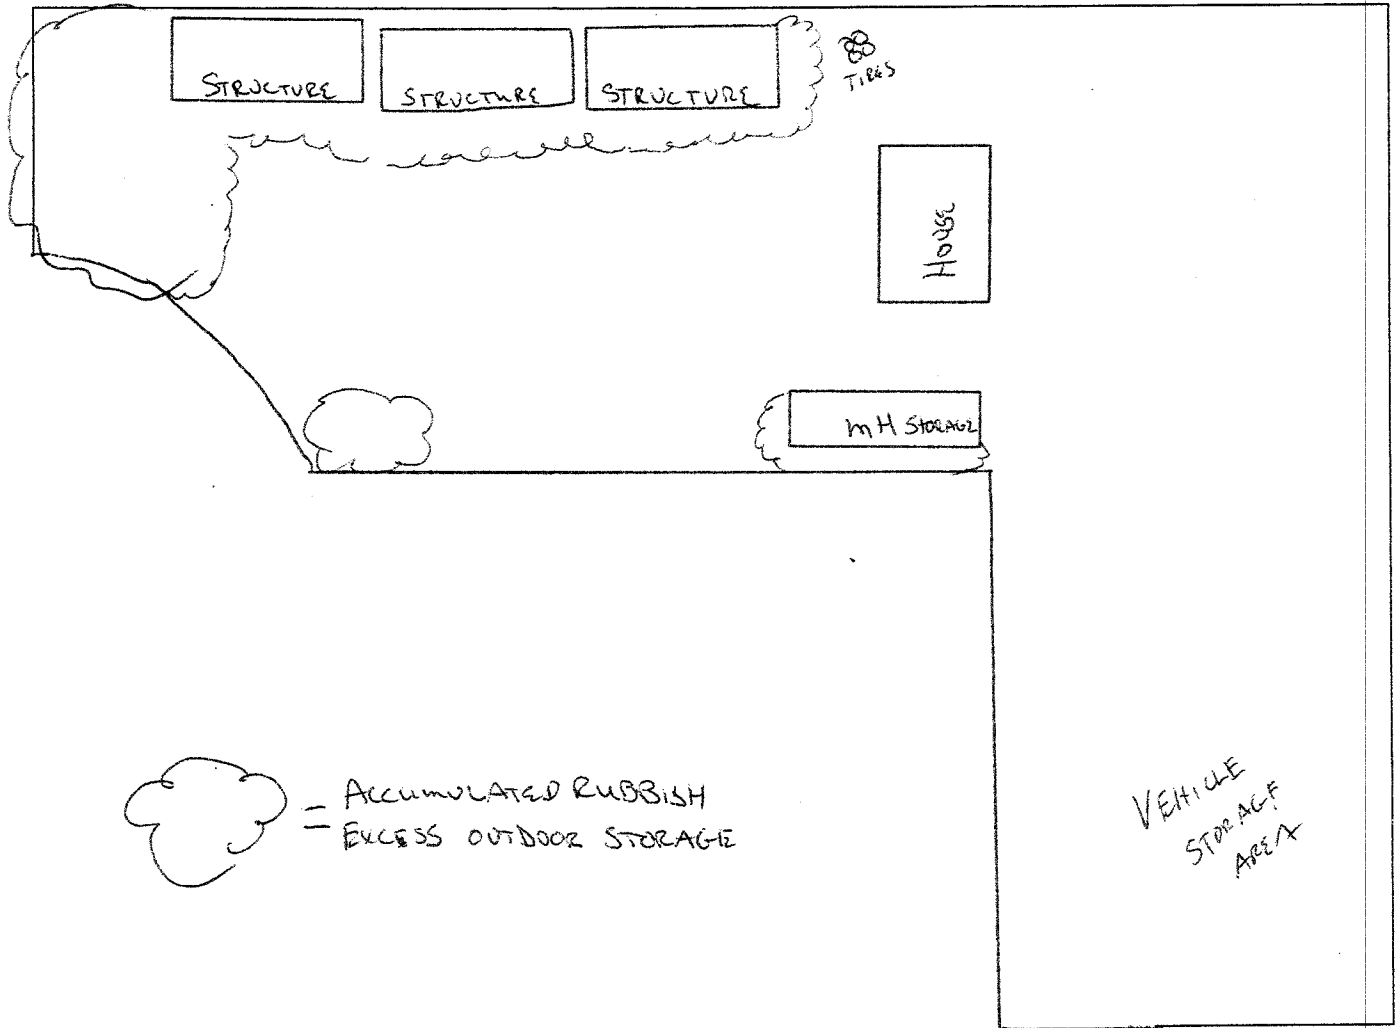 STRUCTURE
STRUCTURE
STRUCTURE
TIRES
HOUSE
MH STORAGE
= ACCUMULATED RUBBISH
EXCESS OUTDOOR STORAGE
VEHICLE
STORAGE
AREA